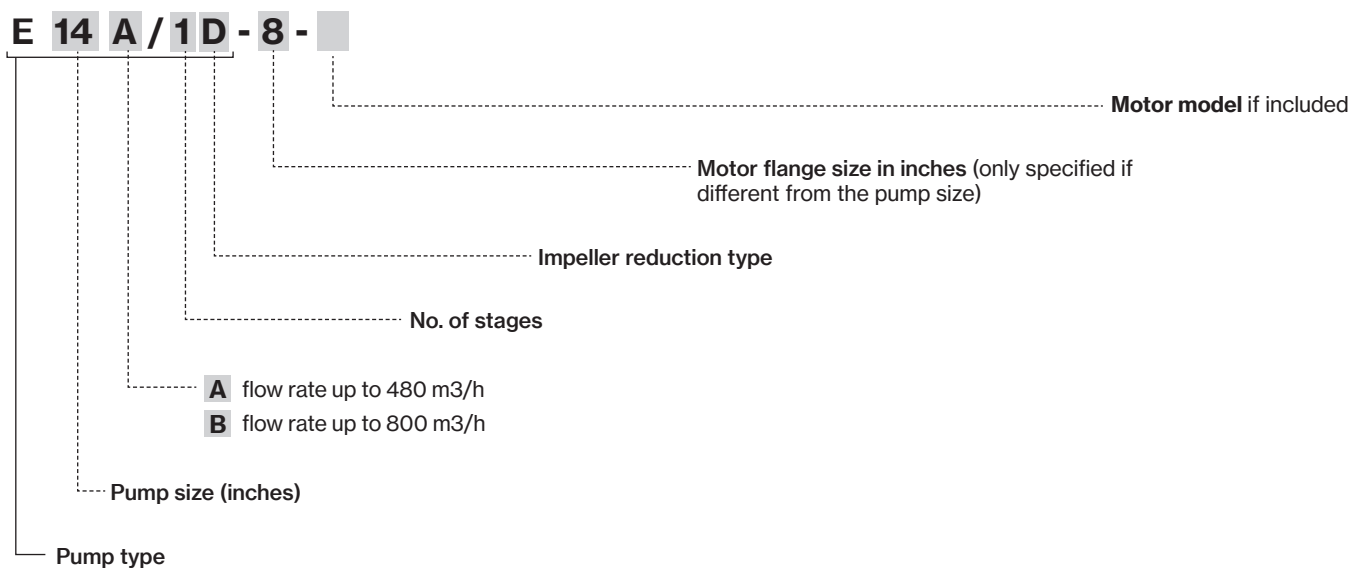 E 14 A / 1 D - 8 -
Motor model if included
Motor flange size in inches (only specified if
different from the pump size)
Impeller reduction type
No. of stages
A flow rate up to 480 m3/h
B flow rate up to 800 m3/h
Pump size (inches)
Pump type